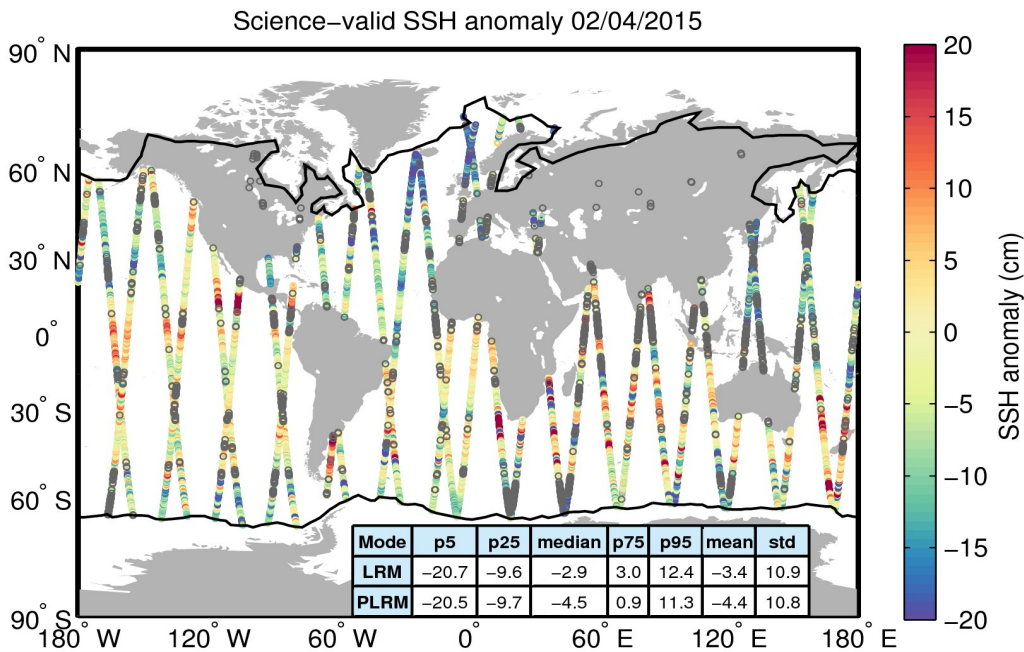 Science−valid SSH anomaly 02/04/2015
90° N
60° N
30° N
0°
30° S
60° S
90° S
180° W
120° W
60° W
0°
60° E
120° E
180° E
Mode p5 p25 median p75 p95 mean std
LRM −20.7 −9.6 −2.9 3.0 12.4 −3.4 10.9
PLRM −20.5 −9.7 −4.5 0.9 11.3 −4.4 10.8
20
15
10
5
0
−5
−10
−15
−20
SSH anomaly (cm)